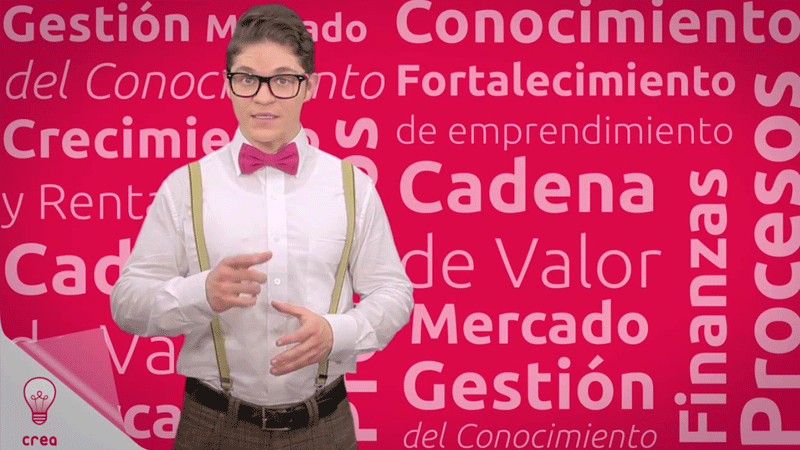 Gestión Mercado
del Conocimiento
Crecimiento
y Renta
Cad
de Va
Mercado
Conocimiento
Fortalecimiento
de emprendimiento
Cadena
de Valor
Mercado
Gestión
del Conocimiento
Finanzas
Procesos
crea